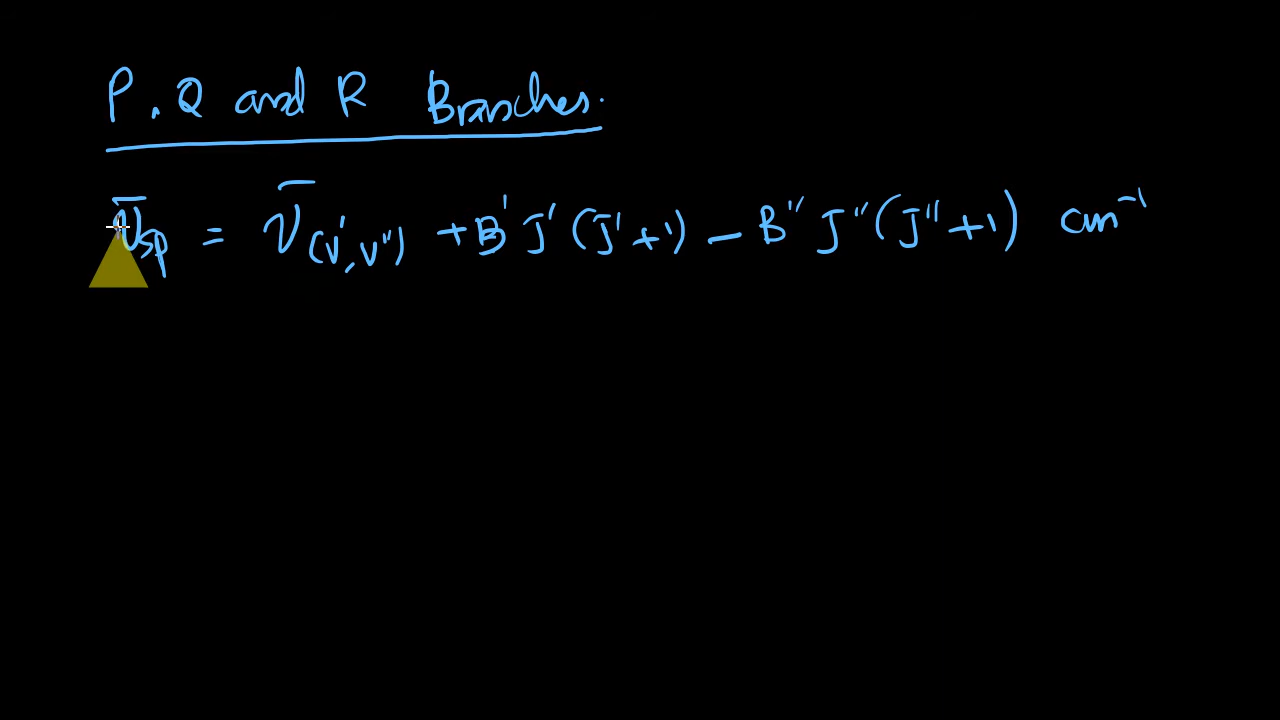 P, Q and R Branches.
ν̅sp = ν̅(v′,v″) + B′ J′ (J′+1) − B″ J″ (J″+1) cm⁻¹